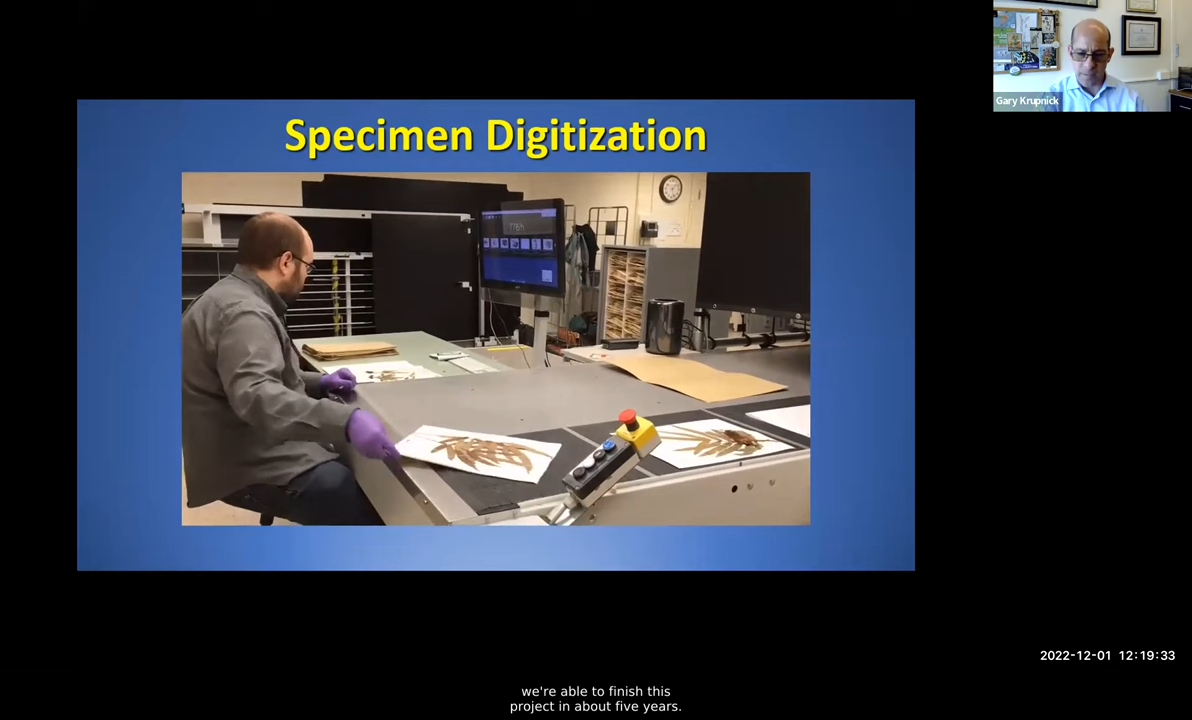 Gary Krupnick
Specimen Digitization
2022-12-01 12:19:33
we're able to finish this
project in about five years.